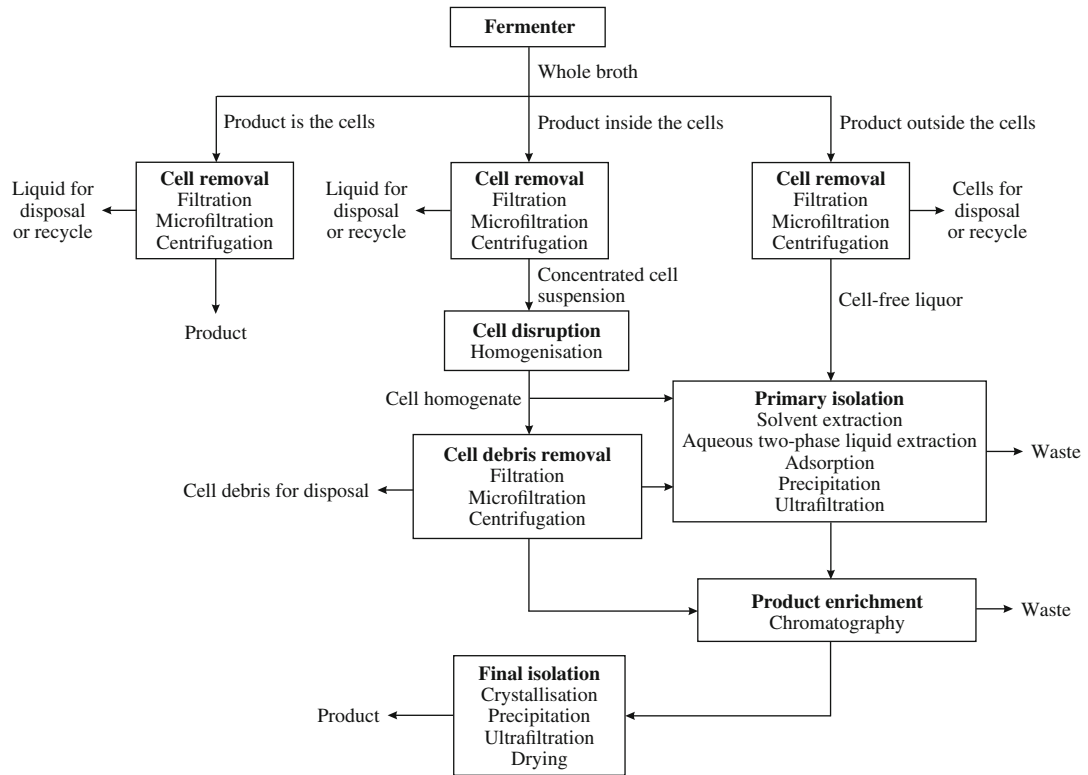 Fermenter
Whole broth
Product is the cells
Product inside the cells
Product outside the cells
Liquid for
disposal
or recycle
Cell removal
Filtration
Microfiltration
Centrifugation
Liquid for
disposal
or recycle
Cell removal
Filtration
Microfiltration
Centrifugation
Cell removal
Filtration
Microfiltration
Centrifugation
Cells for
disposal
or recycle
Product
Concentrated cell
suspension
Cell-free liquor
Cell disruption
Homogenisation
Cell homogenate
Primary isolation
Solvent extraction
Aqueous two-phase liquid extraction
Adsorption
Precipitation
Ultrafiltration
Waste
Cell debris for disposal
Cell debris removal
Filtration
Microfiltration
Centrifugation
Product enrichment
Chromatography
Waste
Product
Final isolation
Crystallisation
Precipitation
Ultrafiltration
Drying